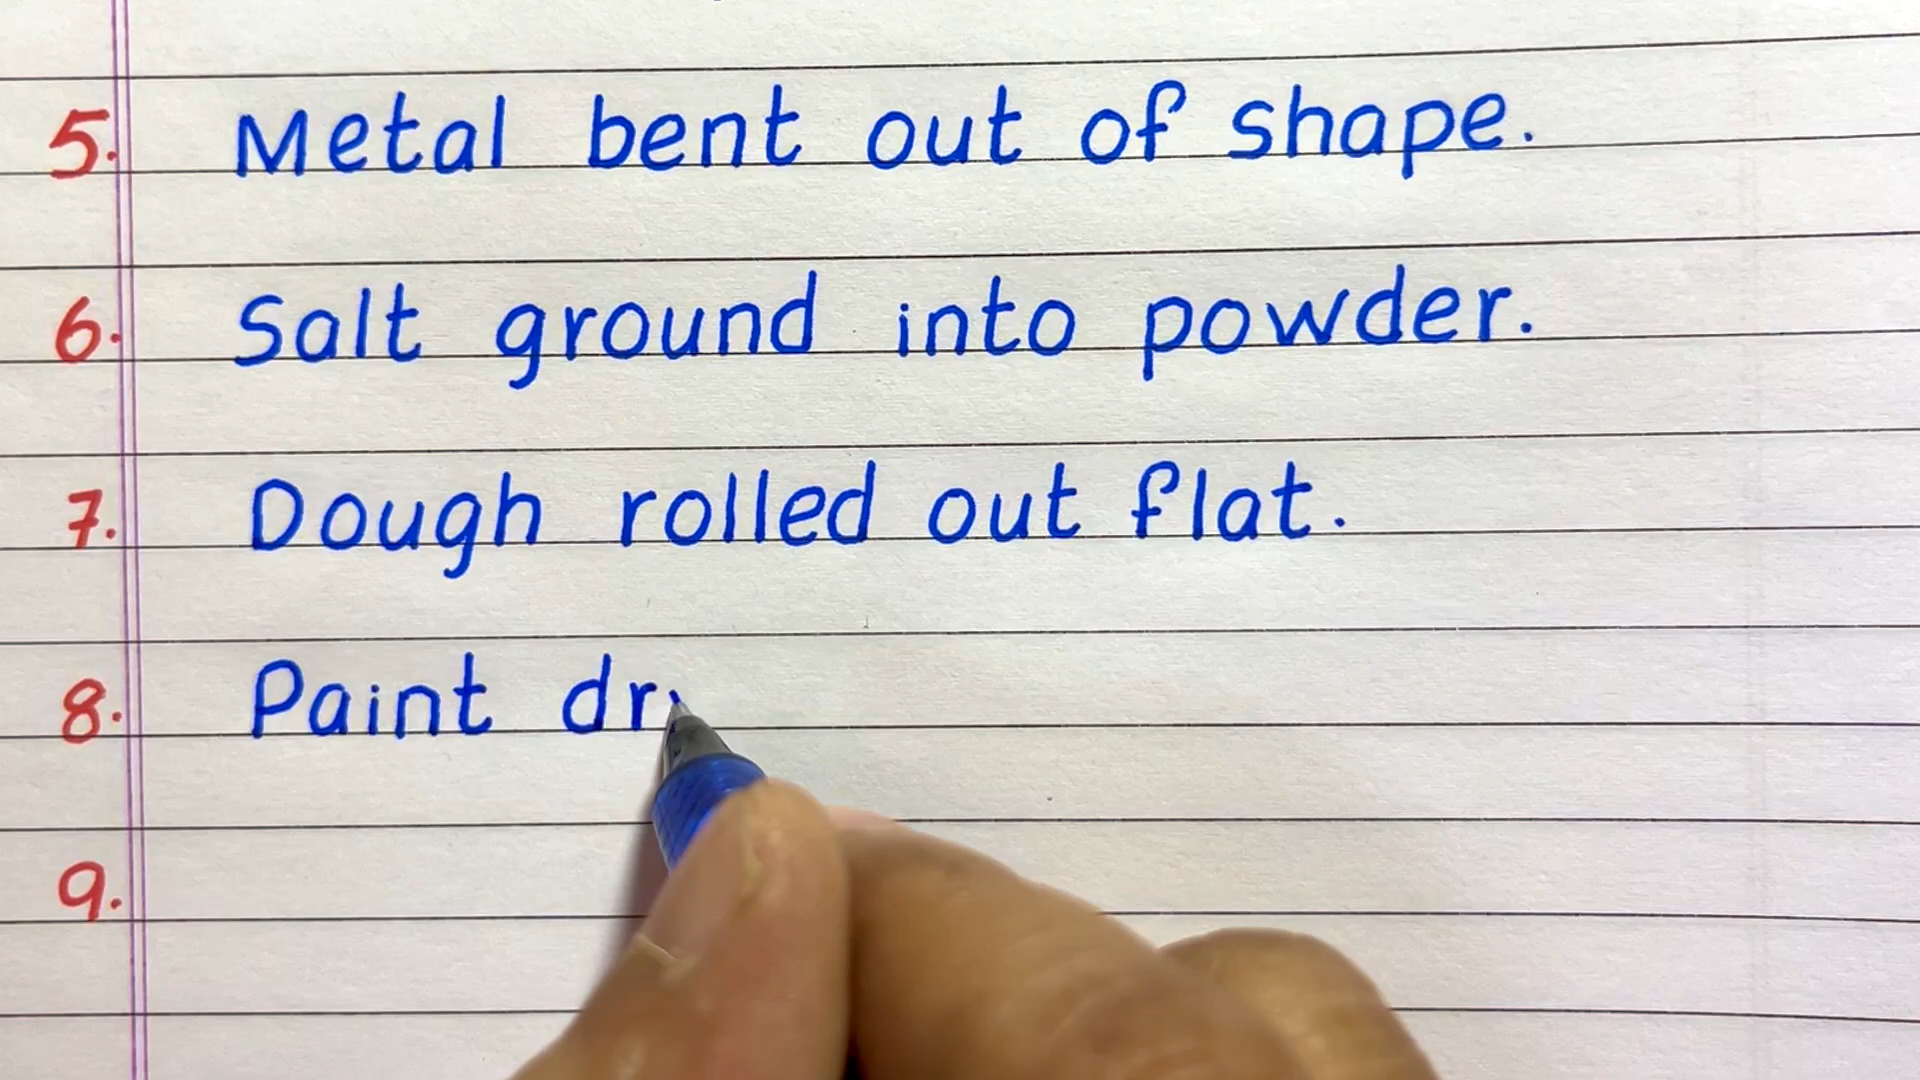 5. Metal bent out of shape.
6. Salt ground into powder.
7. Dough rolled out flat.
8. Paint dr
9.